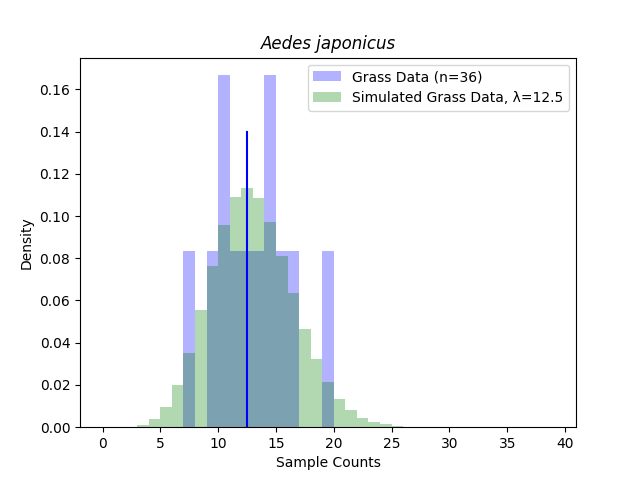 Aedes japonicus
Grass Data (n=36)
Simulated Grass Data, λ=12.5
0.16
0.14
0.12
0.10
0.08
0.06
0.04
0.02
0.00
Density
0 5 10 15 20 25 30 35 40
Sample Counts